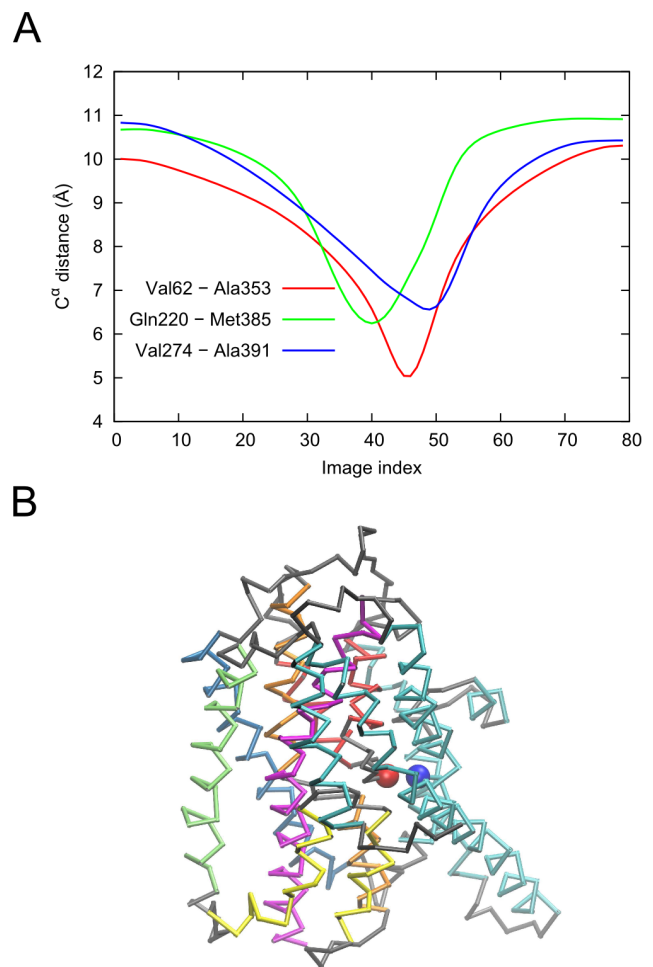 A
12
11
10
9
8
7
6
5
4
C^α distance (Å)
Val62 − Ala353
Gln220 − Met385
Val274 − Ala391
0 10 20 30 40 50 60 70 80
Image index
B